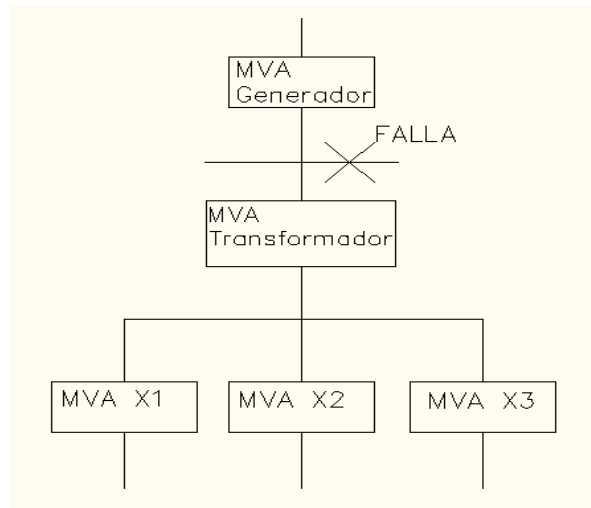 MVA
Generador
FALLA
MVA
Transformador
MVA X1
MVA X2
MVA X3